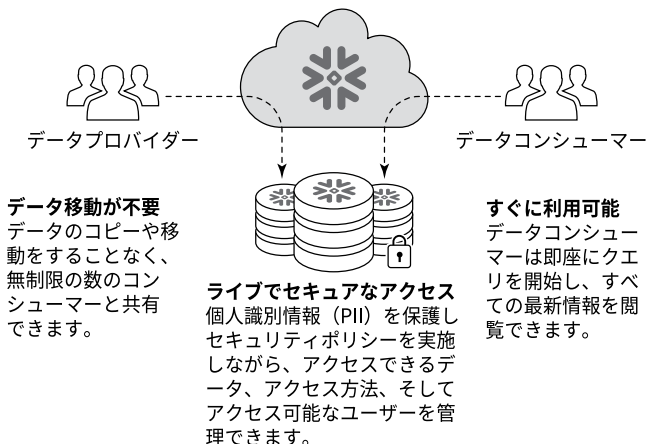 データプロバイダー
データコンシューマー
データ移動が不要
データのコピーや移
動をすることなく、
無制限の数のコン
シューマーと共有
できます。
ライブでセキュアなアクセス
個人識別情報（PII）を保護し
セキュリティポリシーを実施
しながら、アクセスできるデ
ータ、アクセス方法、そして
アクセス可能なユーザーを管
理できます。
すぐに利用可能
データコンシュー
マーは即座にクエ
リを開始し、すべ
ての最新情報を閲
覧できます。